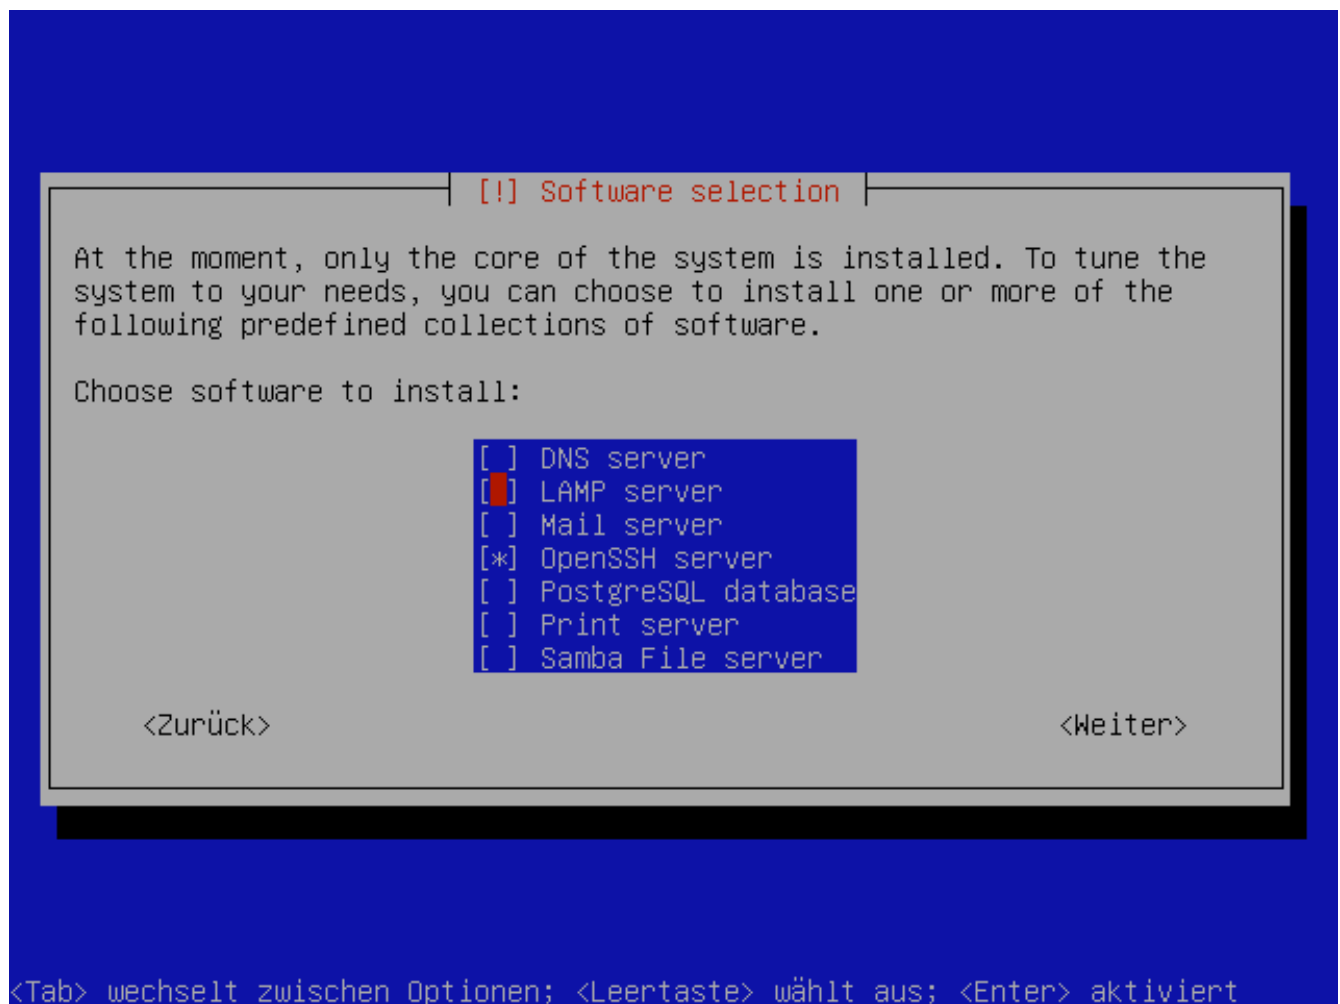 [!] Software selection
At the moment, only the core of the system is installed. To tune the
system to your needs, you can choose to install one or more of the
following predefined collections of software.
Choose software to install:
[ ] DNS server
[ ] LAMP server
[ ] Mail server
[*] OpenSSH server
[ ] PostgreSQL database
[ ] Print server
[ ] Samba File server
<Zurück> <Weiter>
<Tab> wechselt zwischen Optionen; <Leertaste> wählt aus; <Enter> aktiviert